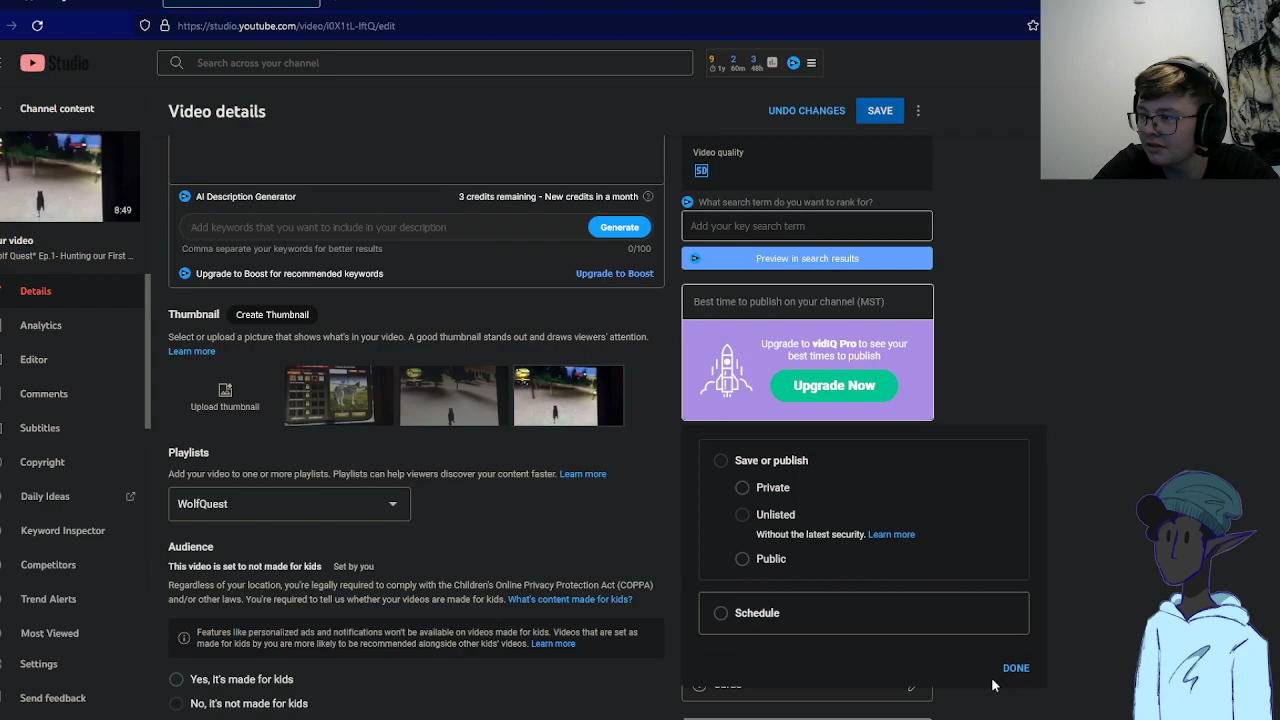 https://studio.youtube.com/video/i0X1tL-IftQ/edit
Studio
Search across your channel
9 2 3
1y 60m 48h
Channel content
Video details
UNDO CHANGES
SAVE
8:49
Video quality
SD
AI Description Generator
3 credits remaining - New credits in a month
What search term do you want to rank for?
Add keywords that you want to include in your description
Generate
Add your key search term
Comma separate your keywords for better results
0/100
Preview in search results
Upgrade to Boost for recommended keywords
Upgrade to Boost
ur video
olf Quest* Ep.1- Hunting our First ...
Details
Analytics
Editor
Comments
Subtitles
Copyright
Daily Ideas
Keyword Inspector
Competitors
Trend Alerts
Most Viewed
Settings
Send feedback
Thumbnail
Create Thumbnail
Select or upload a picture that shows what's in your video. A good thumbnail stands out and draws viewers' attention.
Learn more
Upload thumbnail
Playlists
Add your video to one or more playlists. Playlists can help viewers discover your content faster. Learn more
WolfQuest
Audience
This video is set to not made for kids Set by you
Regardless of your location, you're legally required to comply with the Children's Online Privacy Protection Act (COPPA)
and/or other laws. You're required to tell us whether your videos are made for kids. What's content made for kids?
Features like personalized ads and notifications won't be available on videos made for kids. Videos that are set as
made for kids by you are more likely to be recommended alongside other kids' videos. Learn more
Yes, it's made for kids
No, it's not made for kids
Best time to publish on your channel (MST)
Upgrade to vidIQ Pro to see your
best times to publish
Upgrade Now
Save or publish
Private
Unlisted
Without the latest security. Learn more
Public
Schedule
DONE